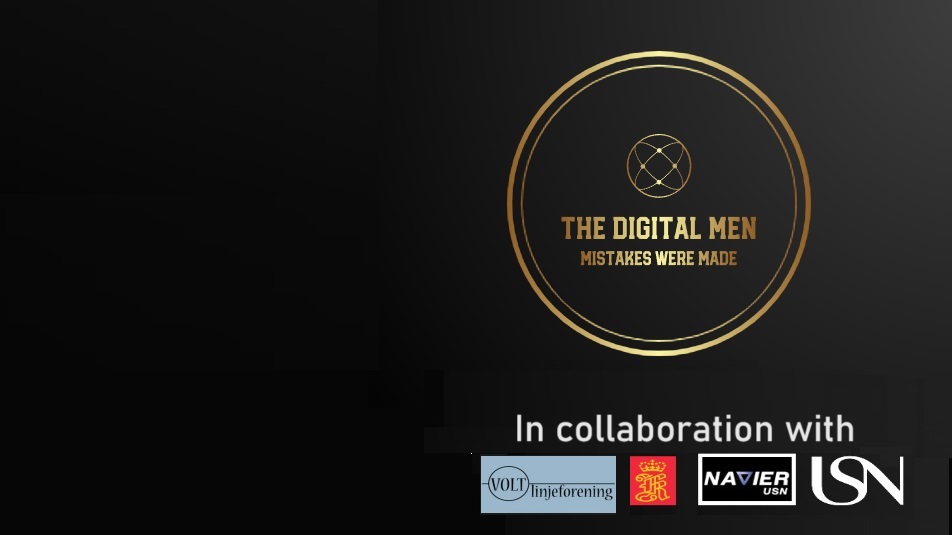 THE DIGITAL MEN
MISTAKES WERE MADE
In collaboration with
VOLT linjeforening
NAVIER
USN
USN